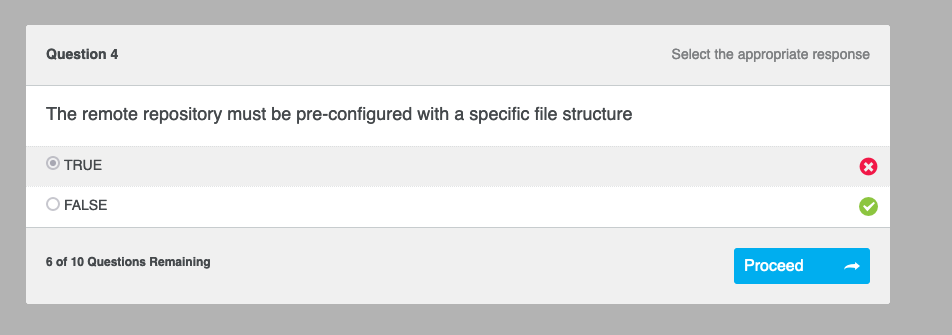 Question 4
Select the appropriate response
The remote repository must be pre-configured with a specific file structure
TRUE
FALSE
6 of 10 Questions Remaining
Proceed